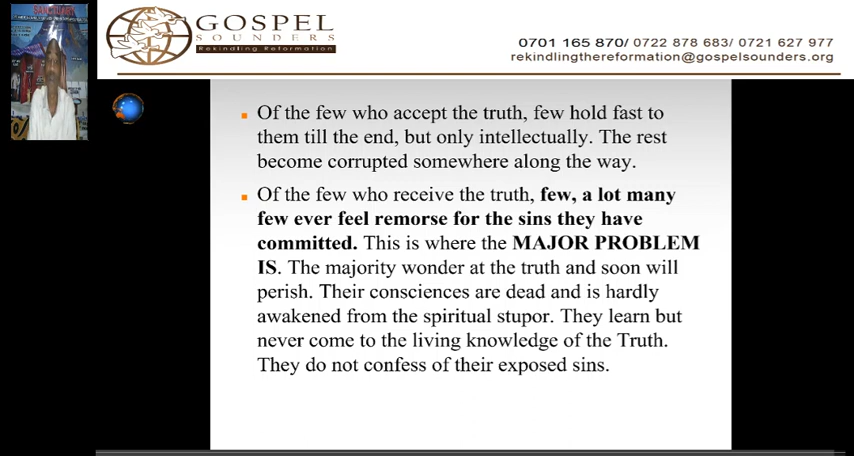 SANCTUARY
GOSPEL
SOUNDERS
Rekindling Reformation
0701 165 870/ 0722 878 683/ 0721 627 977
rekindlingthereformation@gospelsounders.org
Of the few who accept the truth, few hold fast to
them till the end, but only intellectually. The rest
become corrupted somewhere along the way.
Of the few who receive the truth, few, a lot many
few ever feel remorse for the sins they have
committed. This is where the MAJOR PROBLEM
IS. The majority wonder at the truth and soon will
perish. Their consciences are dead and is hardly
awakened from the spiritual stupor. They learn but
never come to the living knowledge of the Truth.
They do not confess of their exposed sins.